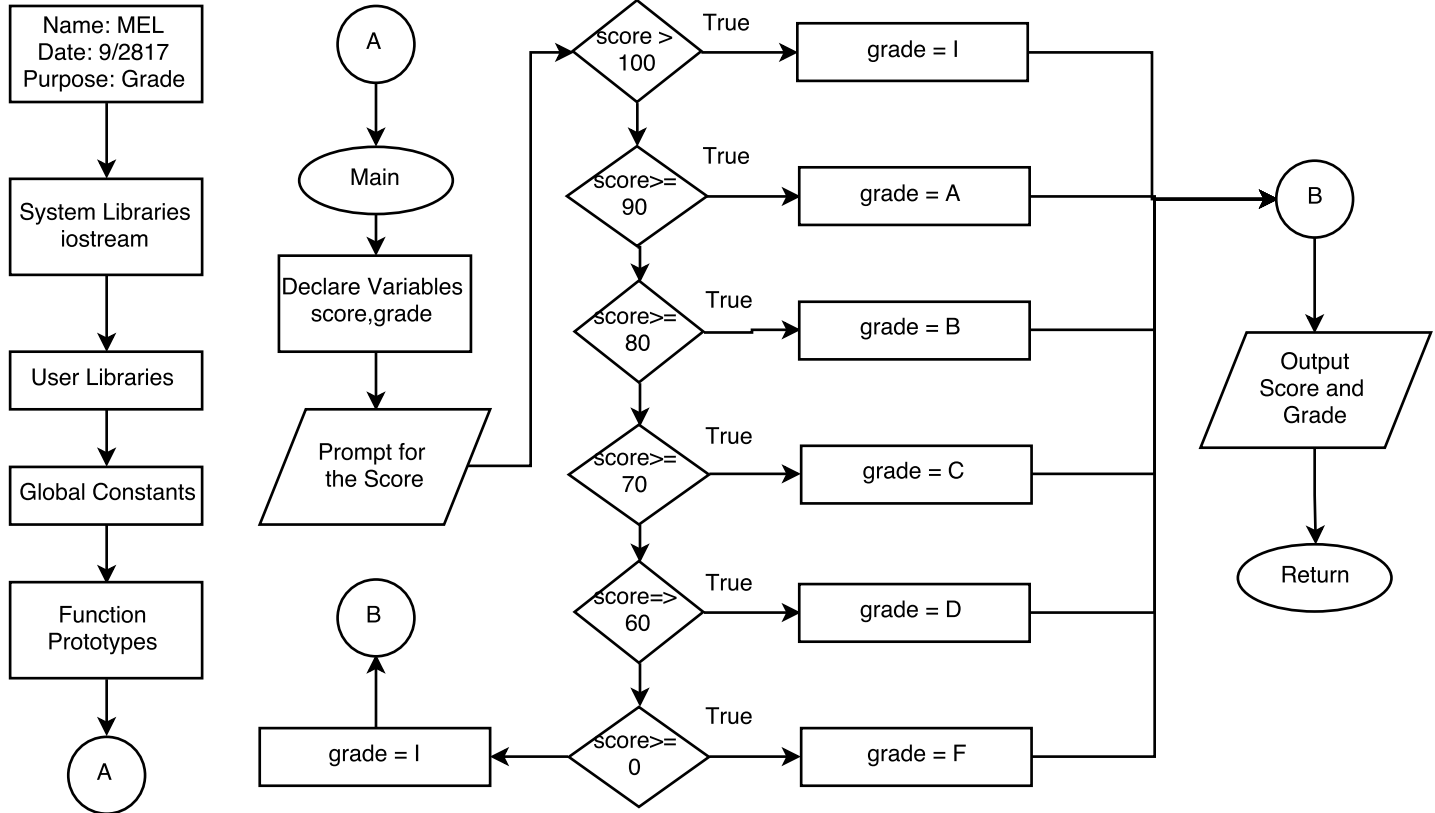 Name: MEL
Date: 9/2817
Purpose: Grade
System Libraries
iostream
User Libraries
Global Constants
Function
Prototypes
A
A
Main
Declare Variables
score,grade
Prompt for
the Score
score >
100
True
grade = I
score>=
90
True
grade = A
score>=
80
True
grade = B
score>=
70
True
grade = C
score=>
60
True
grade = D
score>=
0
True
grade = F
grade = I
B
B
Output
Score and
Grade
Return